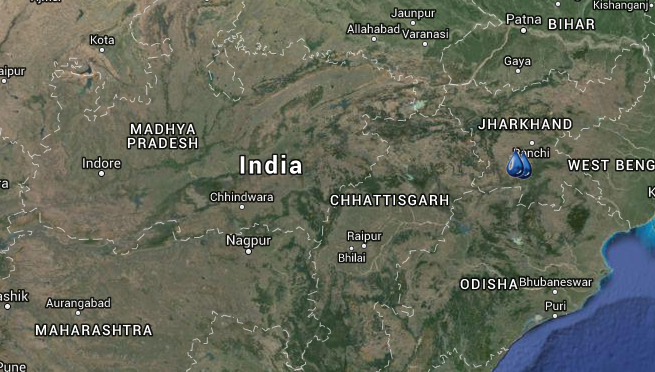 Jaunpur
Kishanganj
Patna
BIHAR
Kota
Allahabad
Varanasi
aipur
Gaya
JHARKHAND
MADHYA
PRADESH
Indore
India
WEST BENG
Chhindwara
CHHATTISGARH
Nagpur
Raipur
Bhilai
ODISHA
Bhubaneswar
ashik
Aurangabad
Puri
MAHARASHTRA
Pune